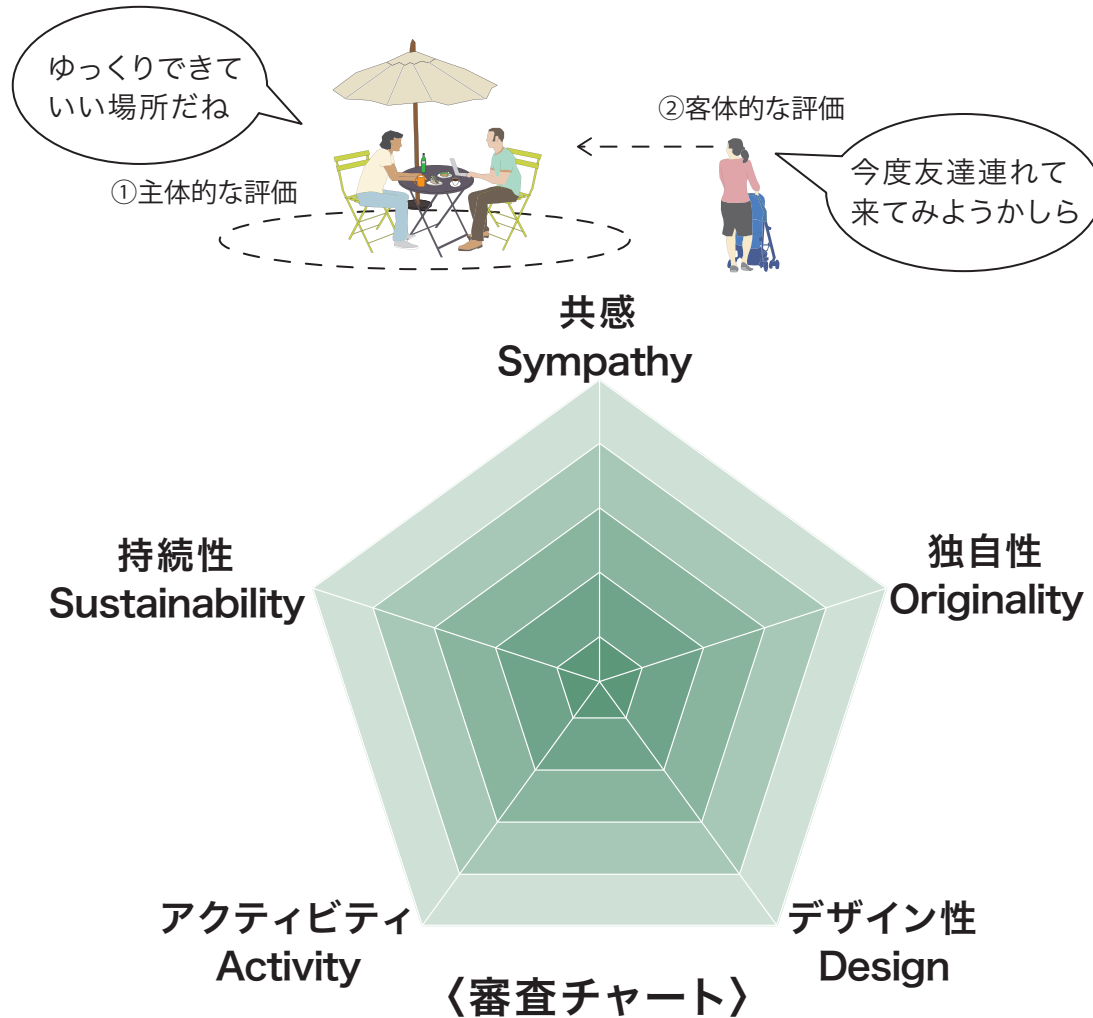 ゆっくりできて
いい場所だね
①主体的な評価
②客体的な評価
今度友達連れて
来てみようかしら
共感
Sympathy
持続性
Sustainability
独自性
Originality
アクティビティ
Activity
デザイン性
Design
〈審査チャート〉